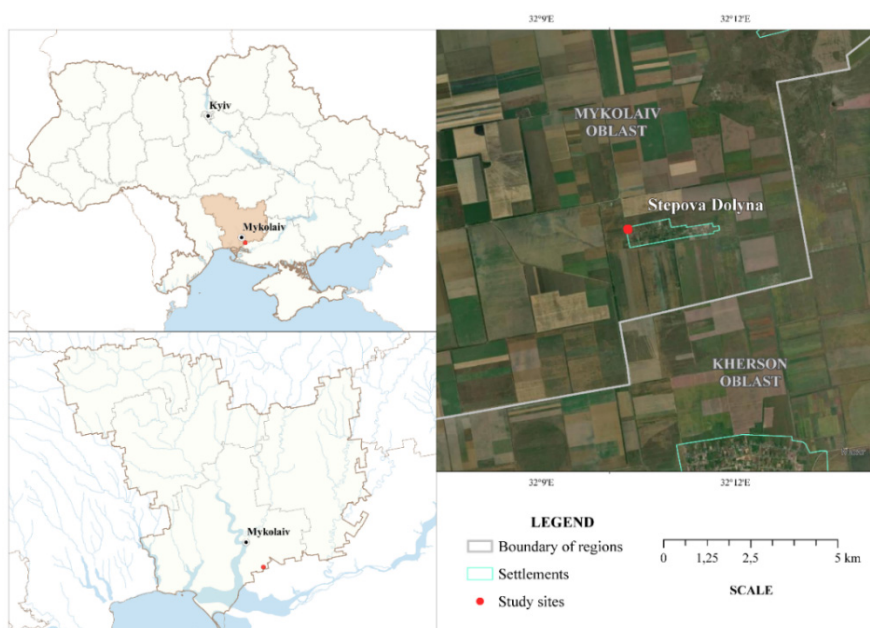 Kyiv
Mykolaiv
32°9'E
32°12'E
MYKOLAIV
OBLAST
Stepova Dolyna
KHERSON
OBLAST
Mykolaiv
32°9'E
32°12'E
LEGEND
Boundary of regions
Settlements
Study sites
0
1,25
2,5
5 km
SCALE